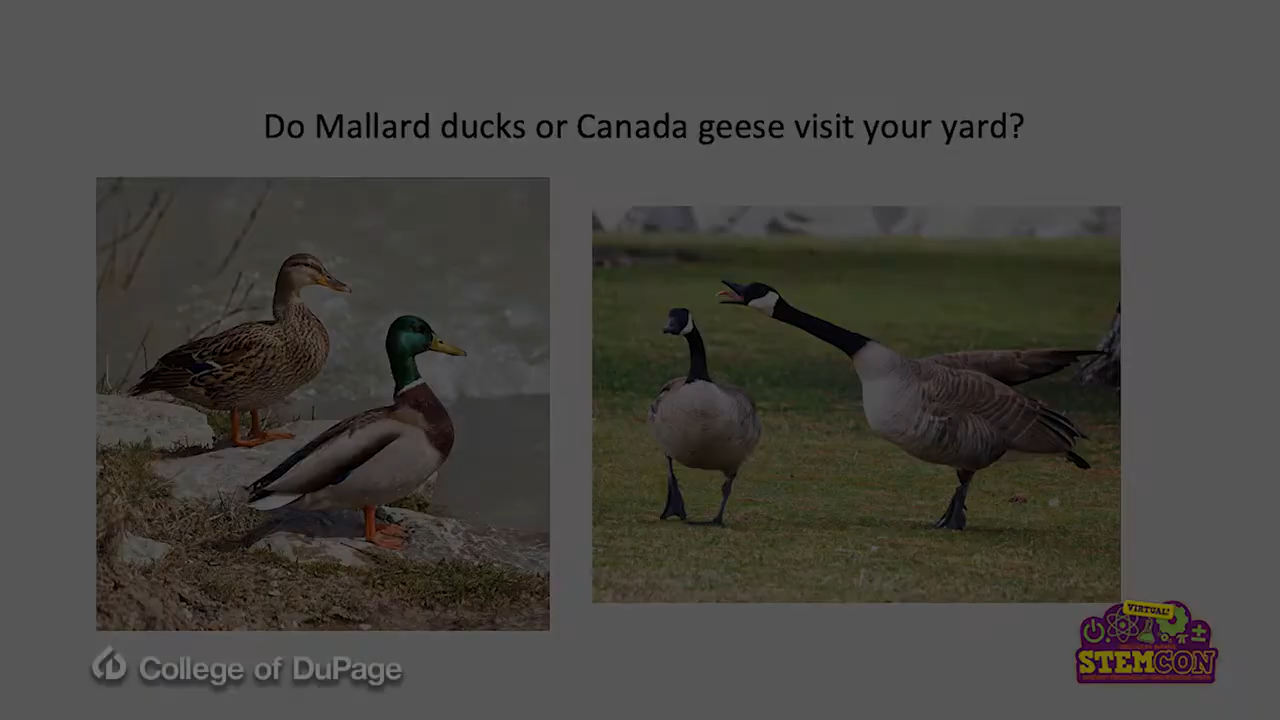 Do Mallard ducks or Canada geese visit your yard?
College of DuPage
VIRTUAL!
STEMCON